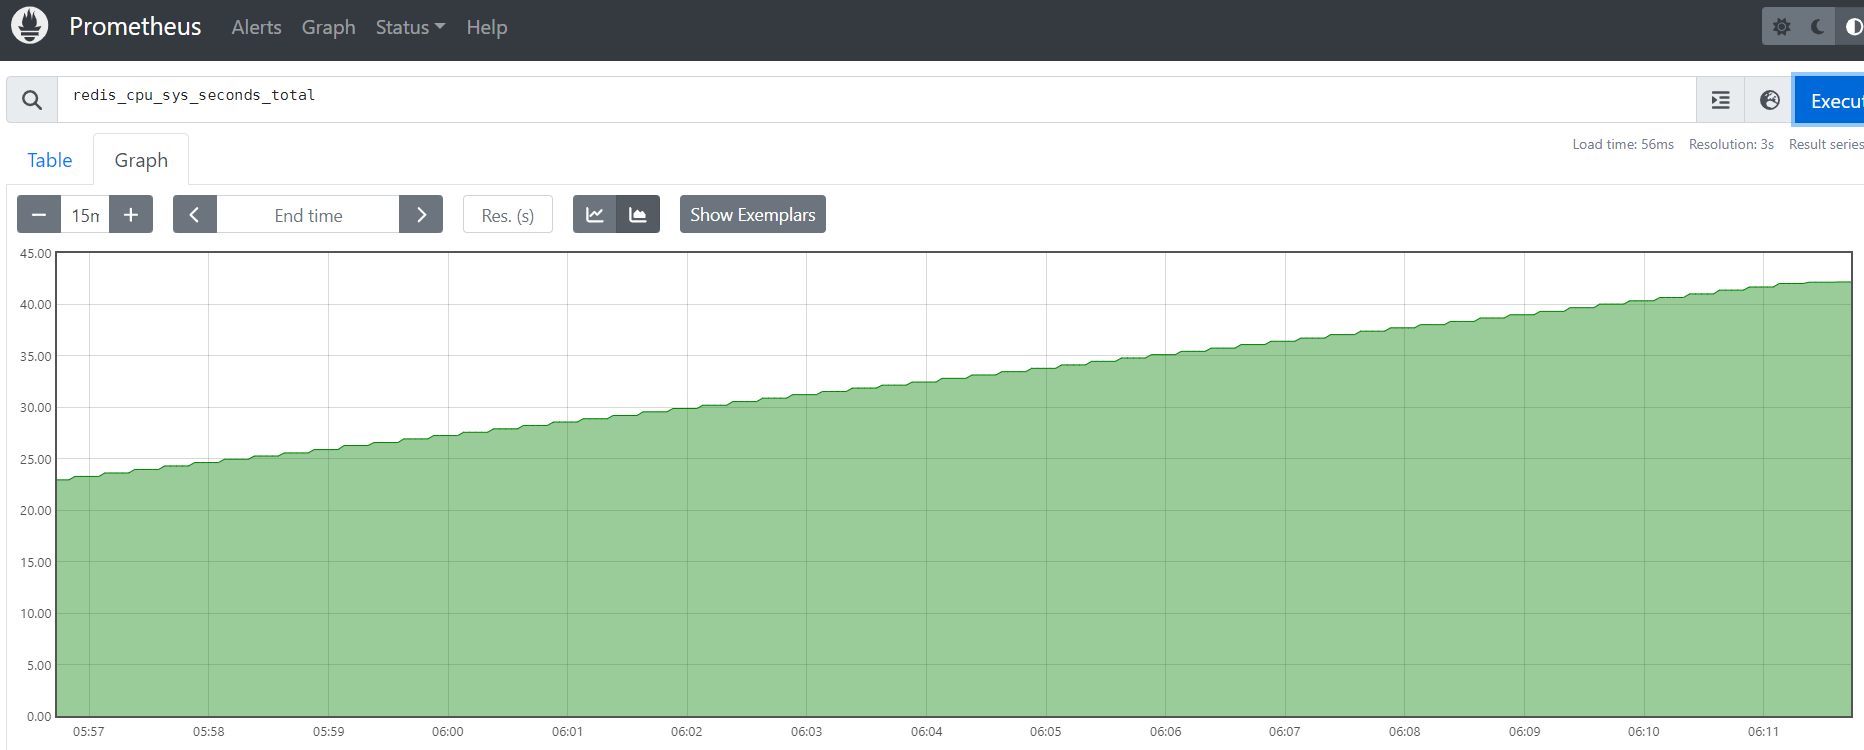 Prometheus Alerts Graph Status Help
redis_cpu_sys_seconds_total
Execut
Table Graph
Load time: 56ms Resolution: 3s Result series
15m End time Res. (s) Show Exemplars
45.00
40.00
35.00
30.00
25.00
20.00
15.00
10.00
5.00
0.00
05:57 05:58 05:59 06:00 06:01 06:02 06:03 06:04 06:05 06:06 06:07 06:08 06:09 06:10 06:11